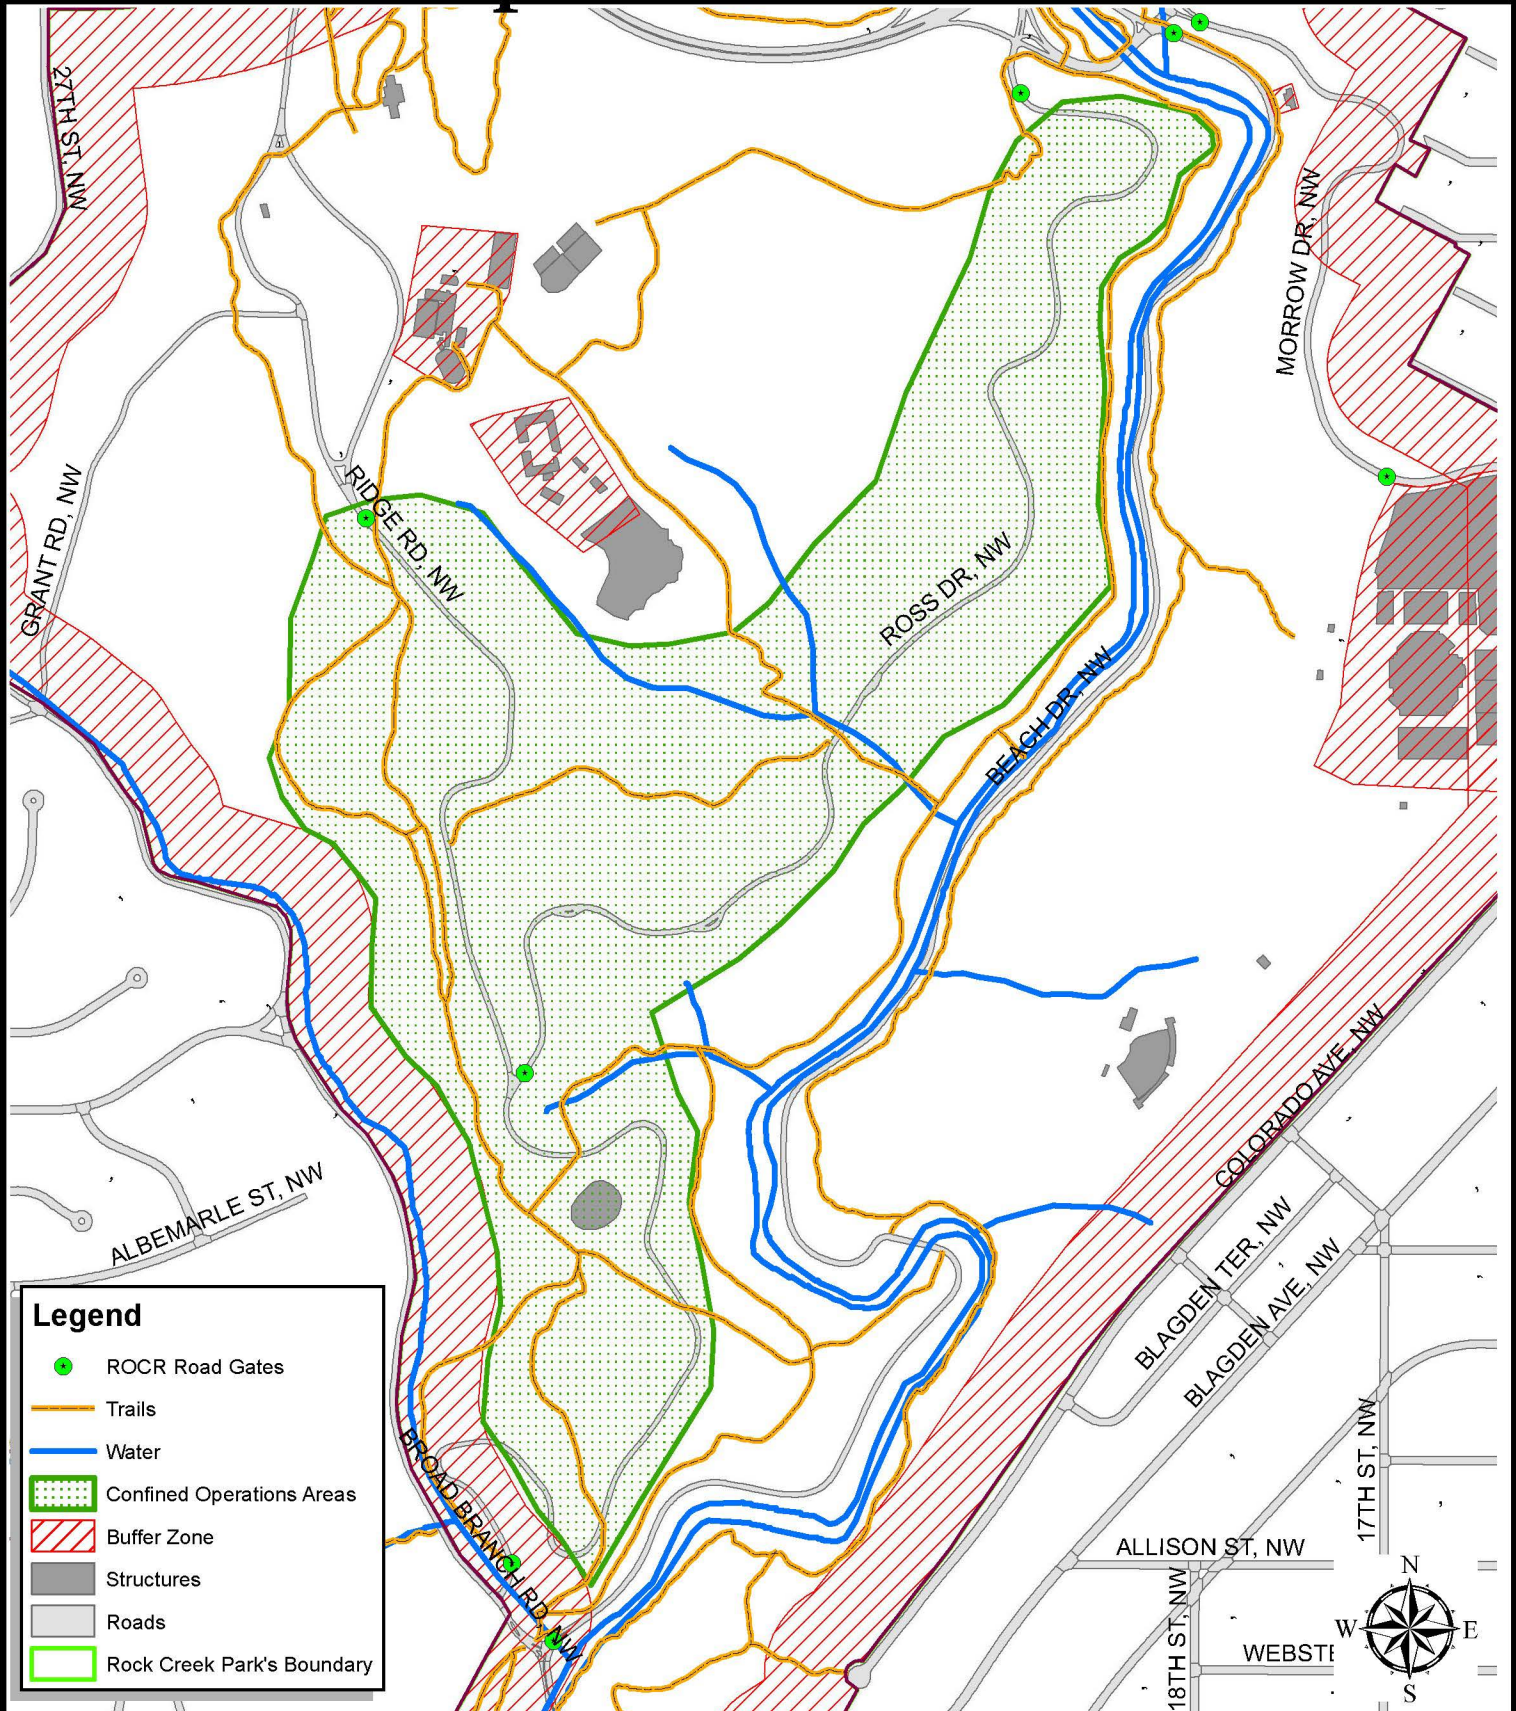 27TH ST, NW
MORROW DR, NW
GRANT RD, NW
RIDGE RD, NW
ROSS DR, NW
BEACH DR, NW
COLORADO AVE, NW
ALBEMARLE ST, NW
BLAGDEN TER, NW
BLAGDEN AVE, NW
17TH ST, NW
BROAD BRANCH RD, NW
ALLISON ST, NW
18TH ST, NW
WEBSTE
Legend
ROCR Road Gates
Trails
Water
Confined Operations Areas
Buffer Zone
Structures
Roads
Rock Creek Park's Boundary
N
W E
S